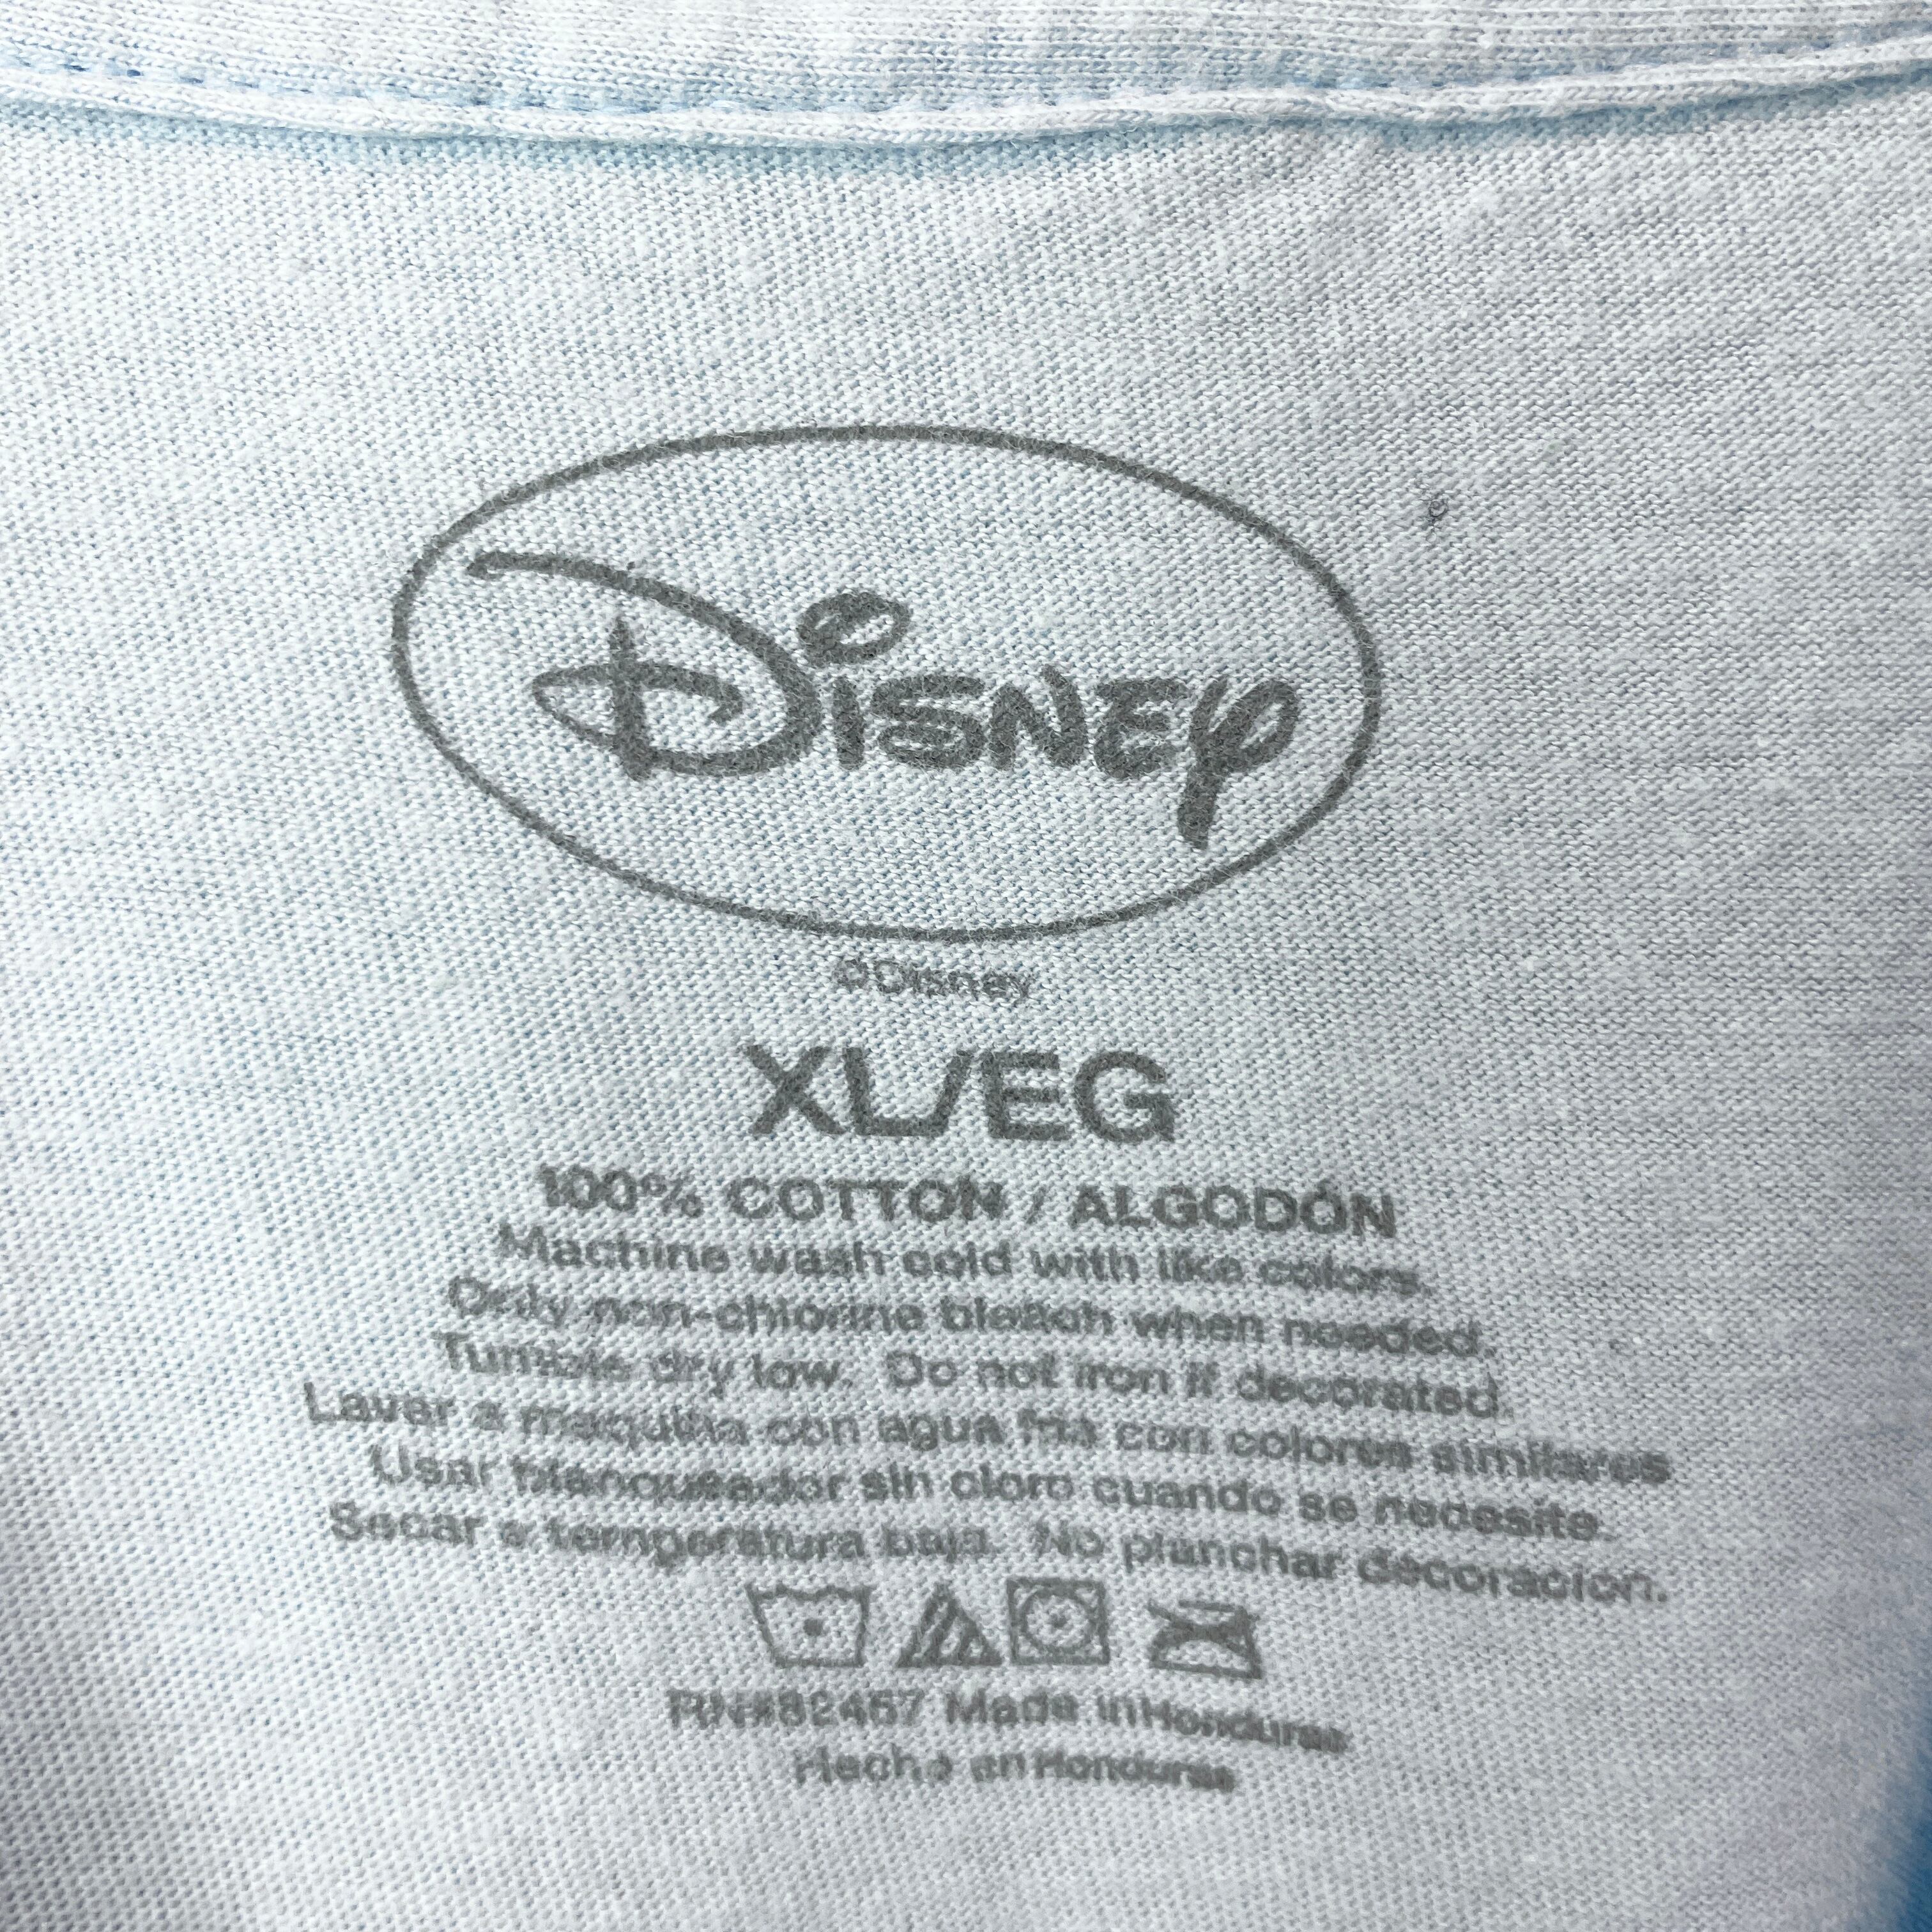 Disney
©Disney
XL/EG
100% COTTON / ALGODÓN
Machine wash cold with like colors.
Only non-chlorine bleach when needed.
Tumble dry low. Do not iron if decorated.
Lavar a maquina con agua fria con colores similares
Usar blanqueador sin cloro cuando se necesite.
Secar a temperatura baja. No planchar decoracion.
RN#82457 Made in Honduras
Hecho en Honduras